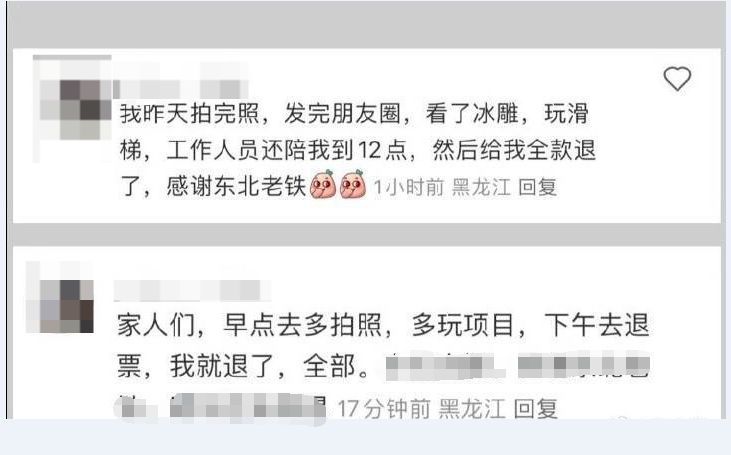 我昨天拍完照，发完朋友圈，看了冰雕，玩滑
梯，工作人员还陪我到12点，然后给我全款退
了，感谢东北老铁 1小时前 黑龙江 回复
家人们，早点去多拍照，多玩项目，下午去退
票，我就退了，全部。
17分钟前 黑龙江 回复